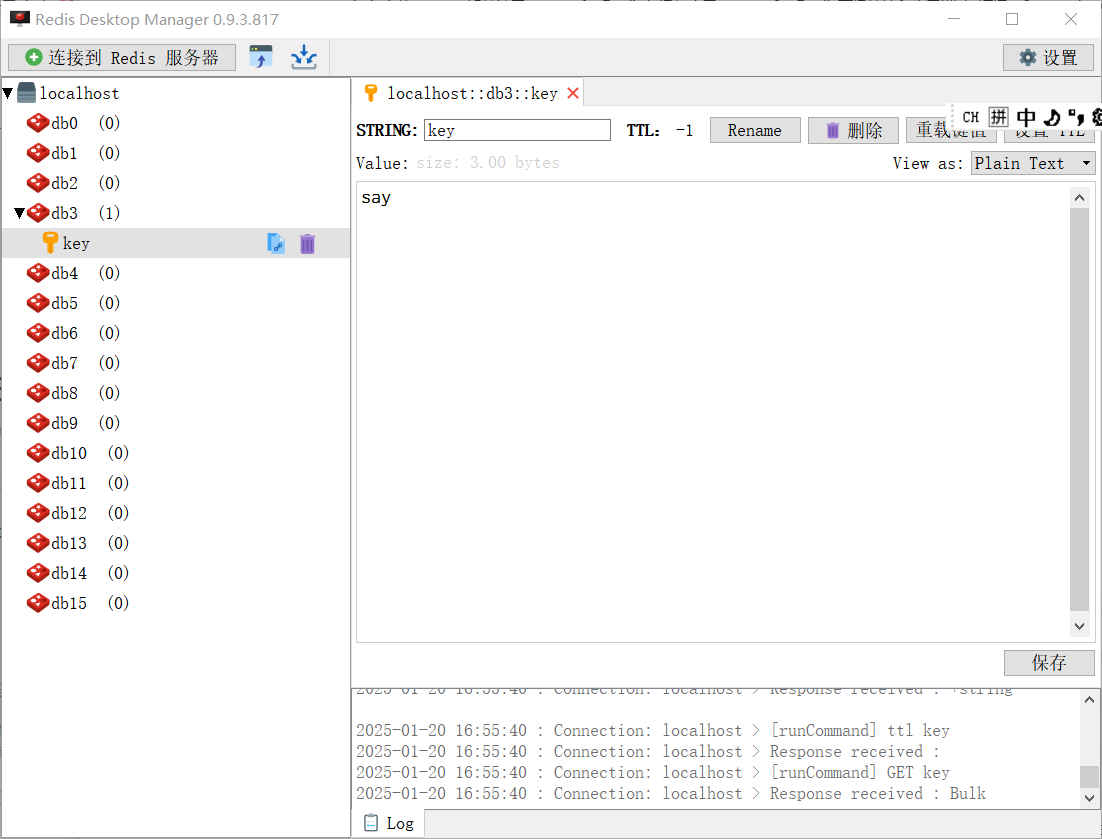 Redis Desktop Manager 0.9.3.817
连接到 Redis 服务器
设置
localhost
db0 (0)
db1 (0)
db2 (0)
db3 (1)
key
db4 (0)
db5 (0)
db6 (0)
db7 (0)
db8 (0)
db9 (0)
db10 (0)
db11 (0)
db12 (0)
db13 (0)
db14 (0)
db15 (0)
localhost::db3::key
CH 拼 中
STRING: key TTL: -1 Rename 删除 重载键值 设置 TTL
Value: size: 3.00 bytes View as: Plain Text
say
保存
2025-01-20 16:55:40 : Connection: localhost > Response received : +string
2025-01-20 16:55:40 : Connection: localhost > [runCommand] ttl key
2025-01-20 16:55:40 : Connection: localhost > Response received :
2025-01-20 16:55:40 : Connection: localhost > [runCommand] GET key
2025-01-20 16:55:40 : Connection: localhost > Response received : Bulk
Log